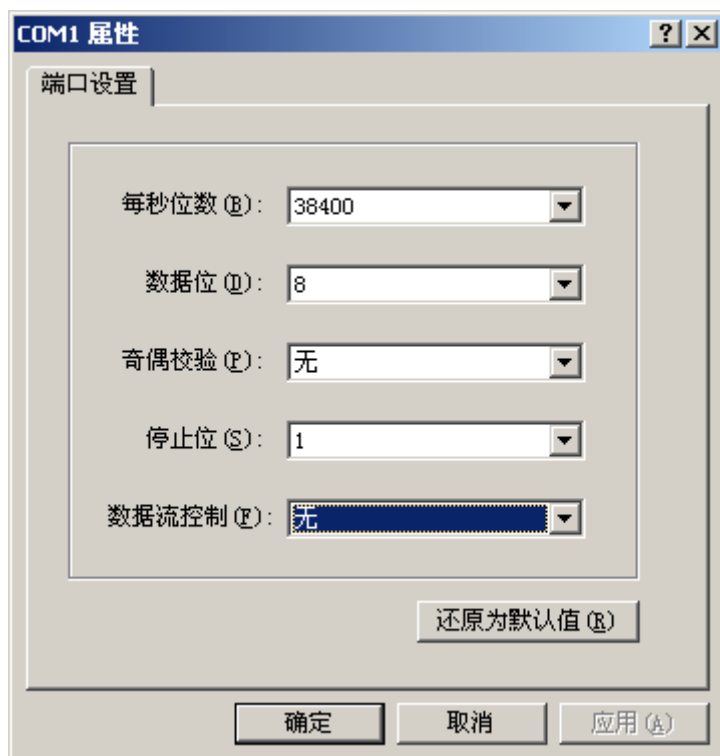 COM1 属性
端口设置
每秒位数(B): 38400
数据位(D): 8
奇偶校验(P): 无
停止位(S): 1
数据流控制(F): 无
还原为默认值(R)
确定 取消 应用(A)